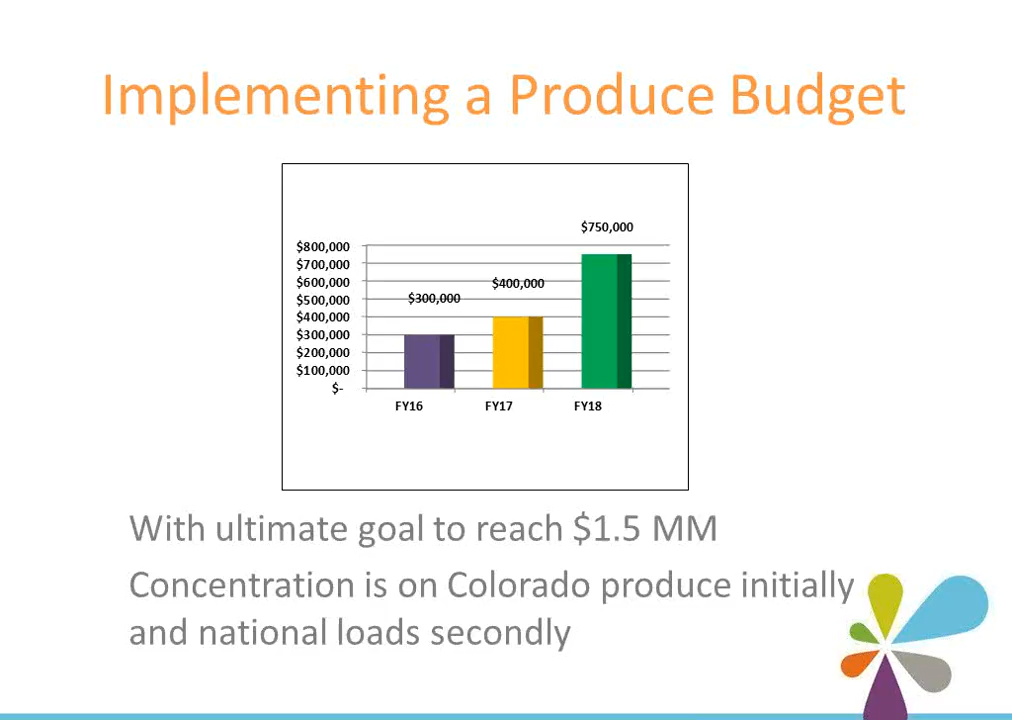 Implementing a Produce Budget
$750,000
$800,000
$700,000
$600,000
$400,000
$500,000
$300,000
$400,000
$300,000
$200,000
$100,000
$-
FY16 FY17 FY18
With ultimate goal to reach $1.5 MM
Concentration is on Colorado produce initially
and national loads secondly